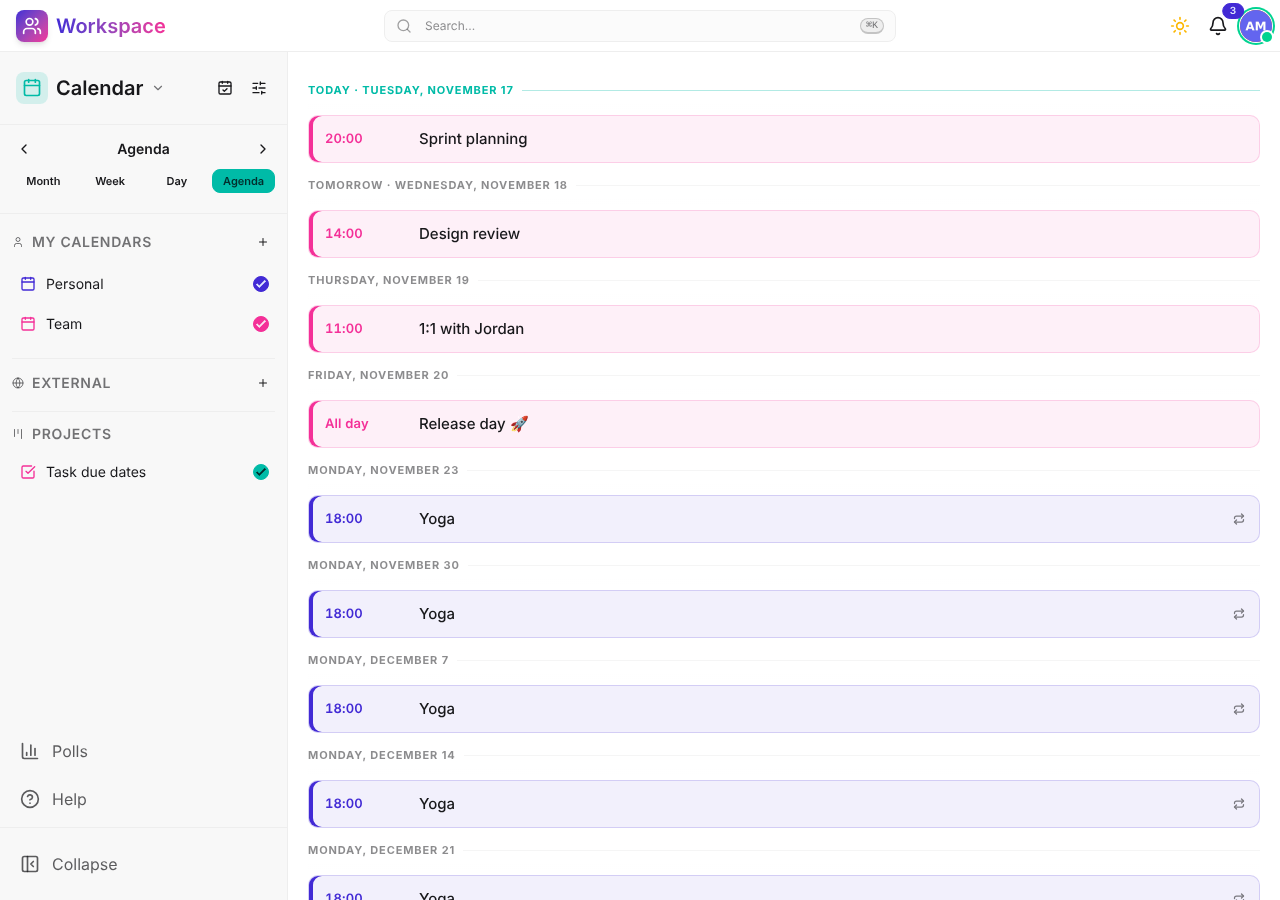 Workspace
Search...
⌘K
3
AM
Calendar
Agenda
Month Week Day Agenda
MY CALENDARS
Personal
Team
EXTERNAL
PROJECTS
Task due dates
Polls
Help
Collapse
TODAY · TUESDAY, NOVEMBER 17
20:00 Sprint planning
TOMORROW · WEDNESDAY, NOVEMBER 18
14:00 Design review
THURSDAY, NOVEMBER 19
11:00 1:1 with Jordan
FRIDAY, NOVEMBER 20
All day Release day 🚀
MONDAY, NOVEMBER 23
18:00 Yoga
MONDAY, NOVEMBER 30
18:00 Yoga
MONDAY, DECEMBER 7
18:00 Yoga
MONDAY, DECEMBER 14
18:00 Yoga
MONDAY, DECEMBER 21
18:00 Yoga